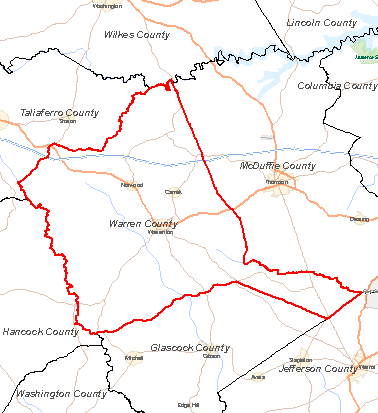 Washington
Lincoln County
Wilkes County
Columbia County
Taliaferro County
Sharon
McDuffie County
Norwood
Thomson
Camak
Dearing
Warren County
Warrenton
Hancock County
Glascock County
Mitchell
Gibson
Stapleton
Jefferson County
Wrens
Avera
Washington County
Edge Hill